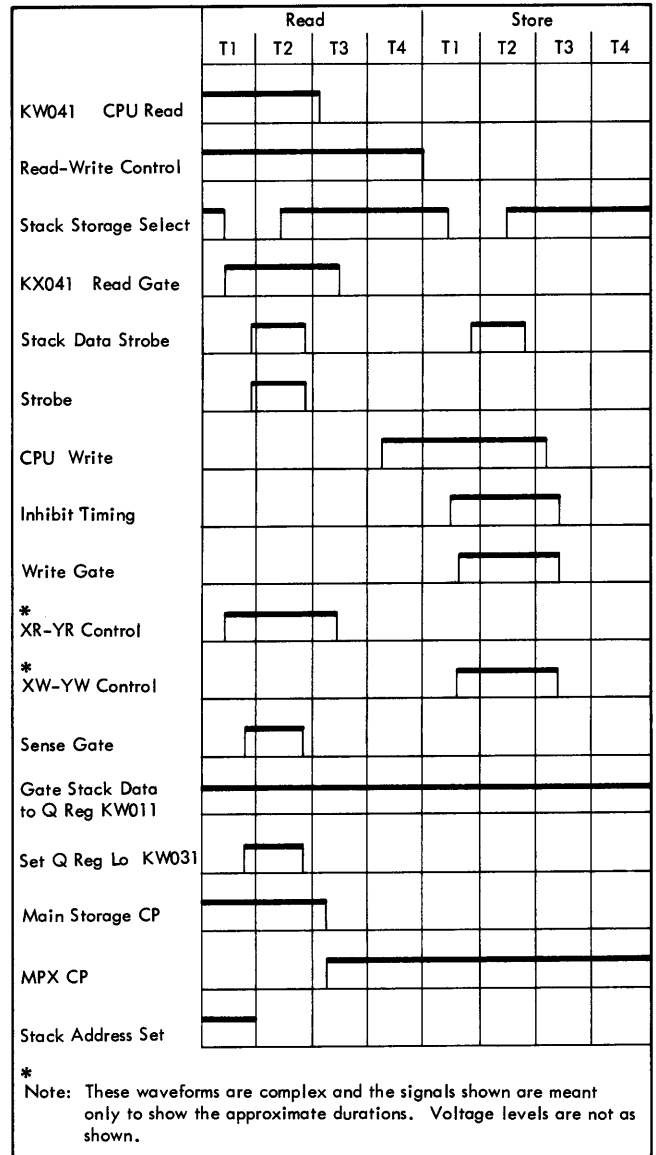 Read Store
T1 T2 T3 T4 T1 T2 T3 T4
KW041 CPU Read
Read-Write Control
Stack Storage Select
KX041 Read Gate
Stack Data Strobe
Strobe
CPU Write
Inhibit Timing
Write Gate
*
XR-YR Control
*
XW-YW Control
Sense Gate
Gate Stack Data
to Q Reg KW011
Set Q Reg Lo KW031
Main Storage CP
MPX CP
Stack Address Set
*
Note: These waveforms are complex and the signals shown are meant
only to show the approximate durations. Voltage levels are not as
shown.